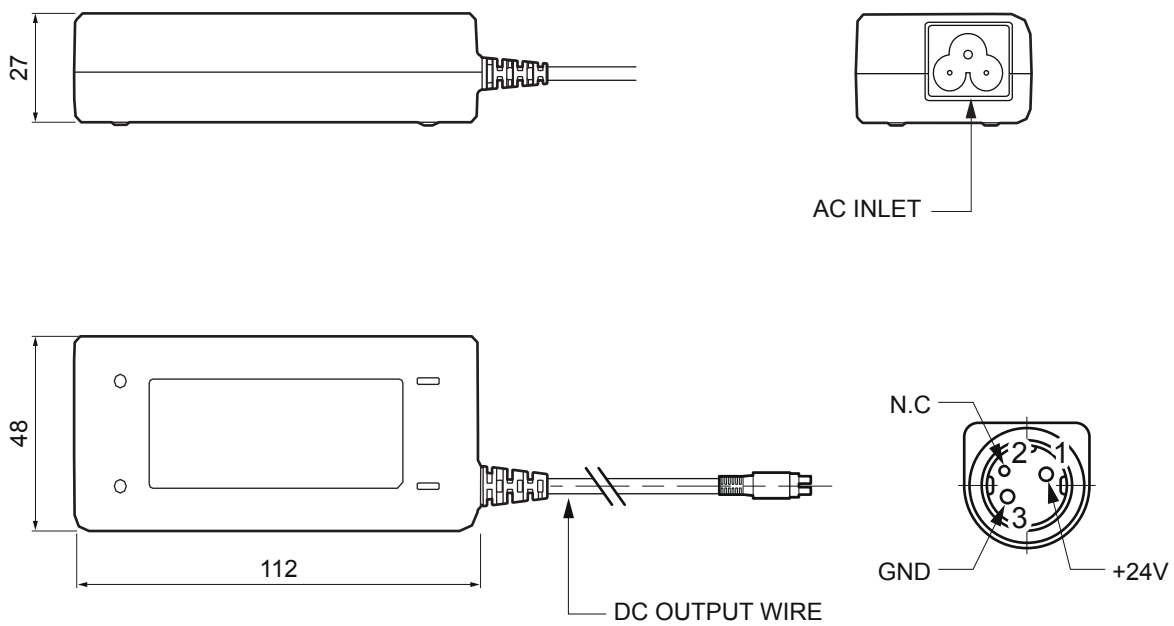 27
AC INLET
48
112
DC OUTPUT WIRE
N.C
2
1
3
GND
+24V